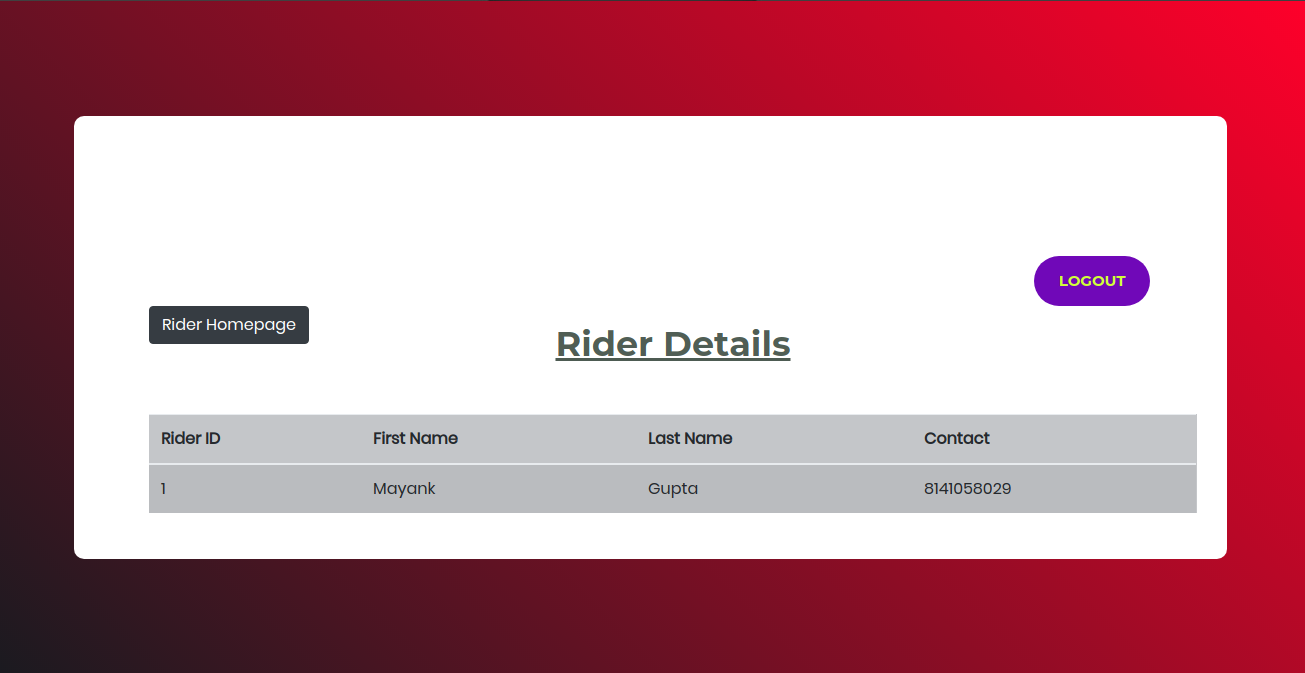 LOGOUT
Rider Homepage
Rider Details
Rider ID First Name Last Name Contact
1 Mayank Gupta 8141058029